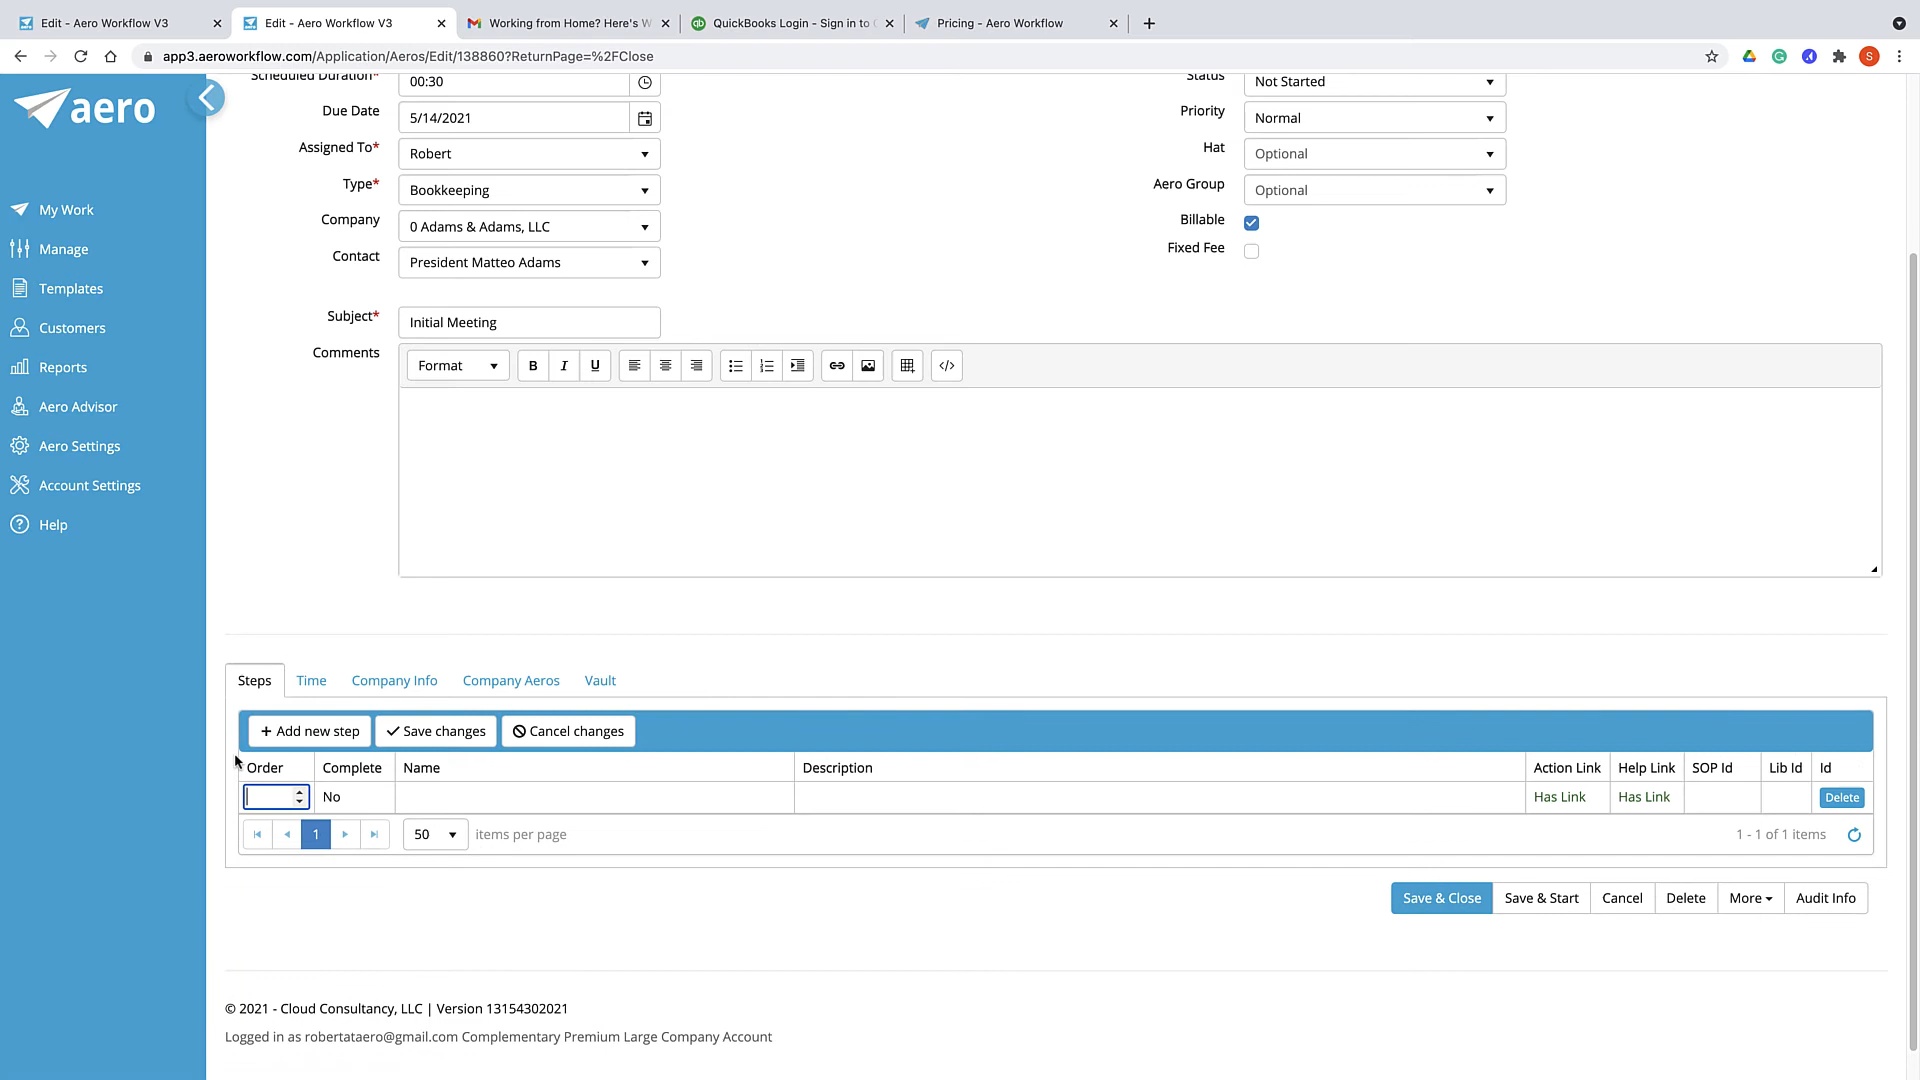 Edit - Aero Workflow V3
Edit - Aero Workflow V3
Working from Home? Here's W
QuickBooks Login - Sign in to
Pricing - Aero Workflow
app3.aeroworkflow.com/Application/Aeros/Edit/138860?ReturnPage=%2FClose
S
aero
My Work
Manage
Templates
Customers
Reports
Aero Advisor
Aero Settings
Account Settings
Help
Scheduled Duration* 00:30 Status Not Started
Due Date 5/14/2021 Priority Normal
Assigned To* Robert Hat Optional
Type* Bookkeeping Aero Group Optional
Company 0 Adams & Adams, LLC Billable
Contact President Matteo Adams Fixed Fee
Subject* Initial Meeting
Comments Format B I U
Steps Time Company Info Company Aeros Vault
+ Add new step Save changes Cancel changes
Order Complete Name Description Action Link Help Link SOP Id Lib Id Id
No Has Link Has Link Delete
1 50 items per page 1 - 1 of 1 items
Save & Close Save & Start Cancel Delete More Audit Info
© 2021 - Cloud Consultancy, LLC | Version 13154302021
Logged in as robertataero@gmail.com Complementary Premium Large Company Account